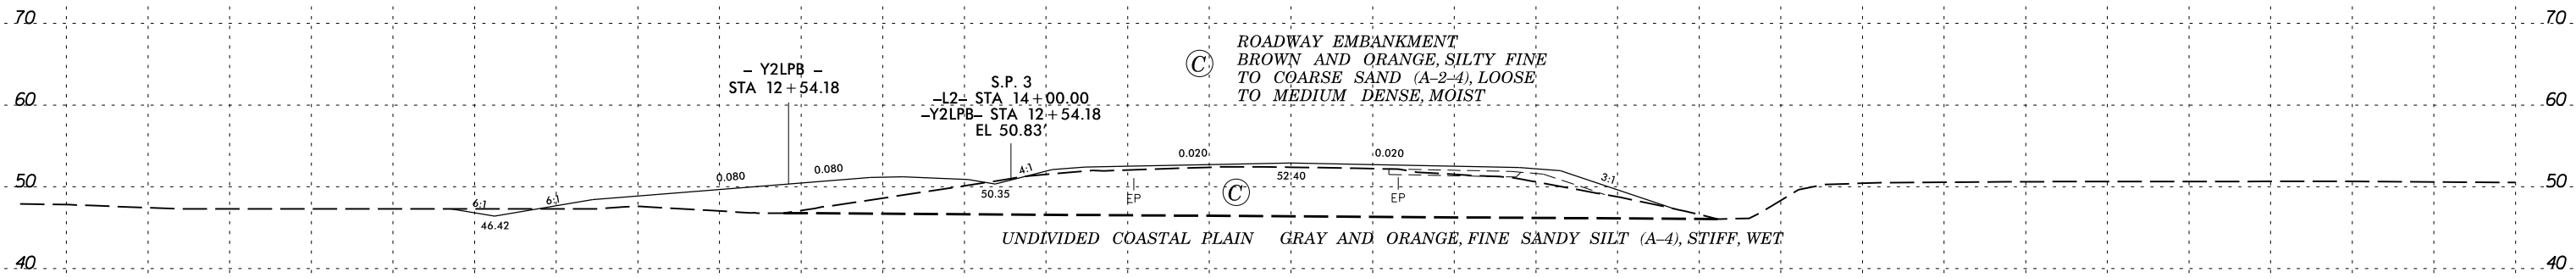 70
70
ROADWAY EMBANKMENT
C BROWN AND ORANGE, SILTY FINE
TO COARSE SAND (A-2-4), LOOSE
TO MEDIUM DENSE, MOIST
- Y2LPB -
STA 12+54.18
S.P. 3
-L2- STA 14+00.00
-Y2LPB- STA 12+54.18
EL 50.83'
60
60
0.080
0.080
4:1
0.020
0.020
3:1
50
50
6:1
6:1
50.35
52.40
EP
C
EP
46.42
UNDIVIDED COASTAL PLAIN GRAY AND ORANGE, FINE SANDY SILT (A-4), STIFF, WET
40
40